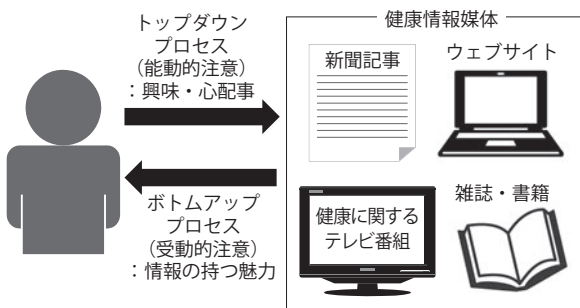 トップダウン
プロセス
（能動的注意）
：興味・心配事
ボトムアップ
プロセス
（受動的注意）
：情報の持つ魅力
健康情報媒体
新聞記事
ウェブサイト
健康に関する
テレビ番組
雑誌・書籍